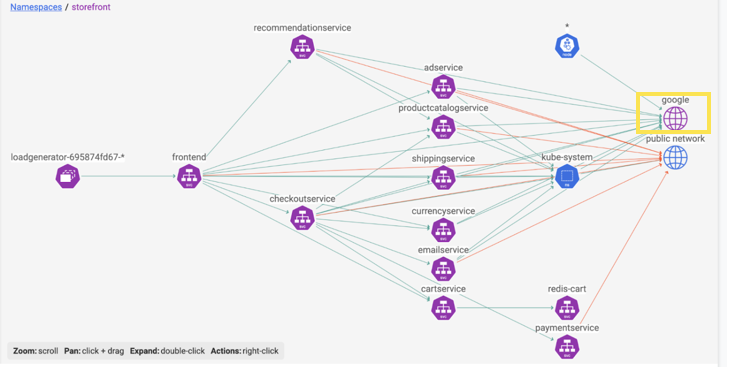 Namespaces / storefront
*
recommendationservice
adservice
google
productcatalogservice
public network
loadgenerator-695874fd67-*
frontend
shippingservice
kube-system
checkoutservice
currencyservice
emailservice
cartservice
redis-cart
paymentservice
Zoom: scroll Pan: click + drag Expand: double-click Actions: right-click